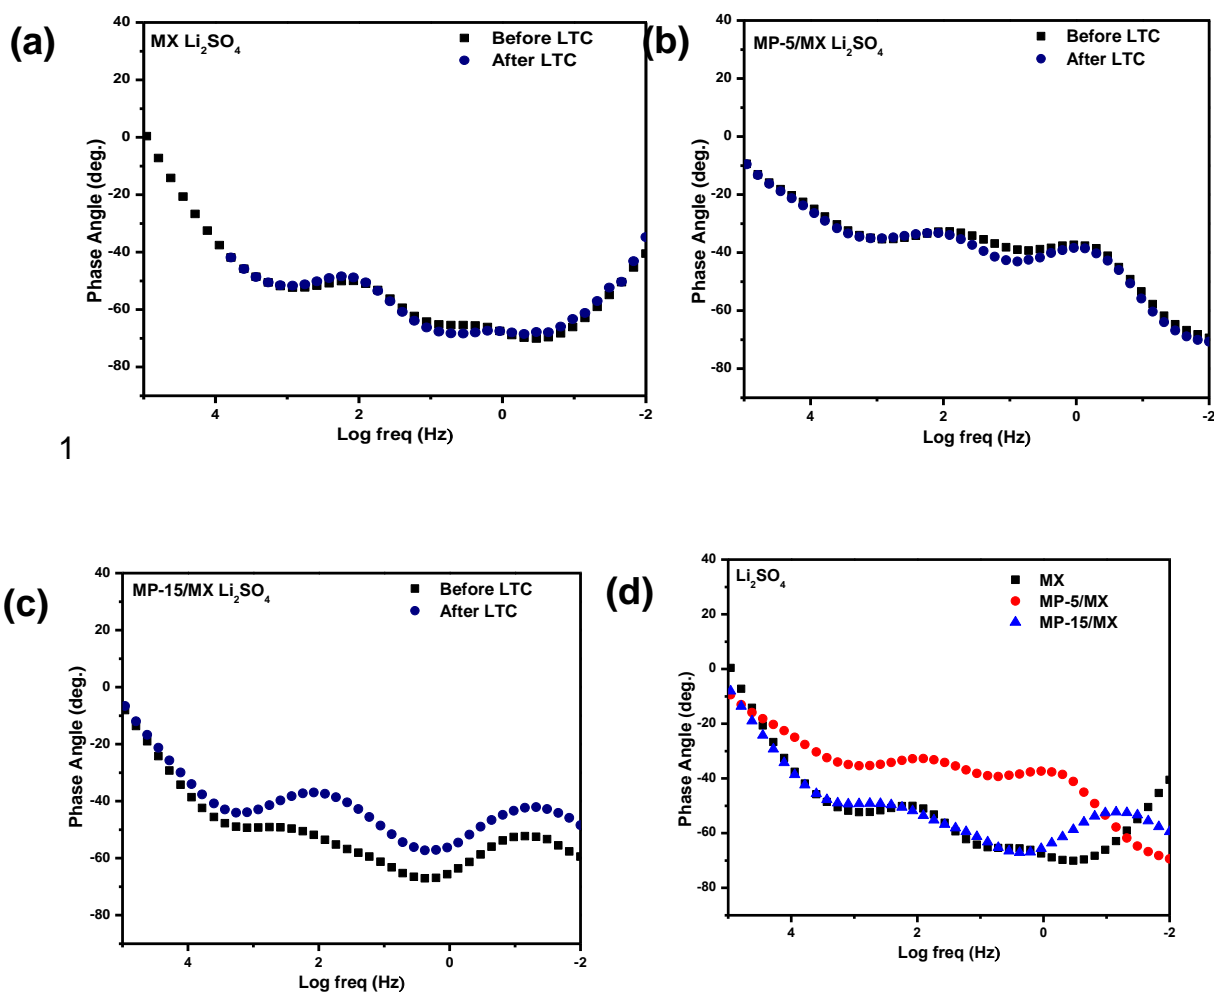 (a)
MX Li₂SO₄
Before LTC
After LTC
40
20
0
-20
-40
-60
-80
Phase Angle (deg.)
4
2
0
-2
Log freq (Hz)
(b)
MP-5/MX Li₂SO₄
Before LTC
After LTC
40
20
0
-20
-40
-60
-80
Phase Angle (deg.)
4
2
0
-2
Log freq (Hz)
1
(c)
MP-15/MX Li₂SO₄
Before LTC
After LTC
40
20
0
-20
-40
-60
-80
Phase Angle (deg.)
4
2
0
-2
Log freq (Hz)
(d)
Li₂SO₄
MX
MP-5/MX
MP-15/MX
40
20
0
-20
-40
-60
-80
Phase Angle (deg.)
4
2
0
-2
Log freq (Hz)